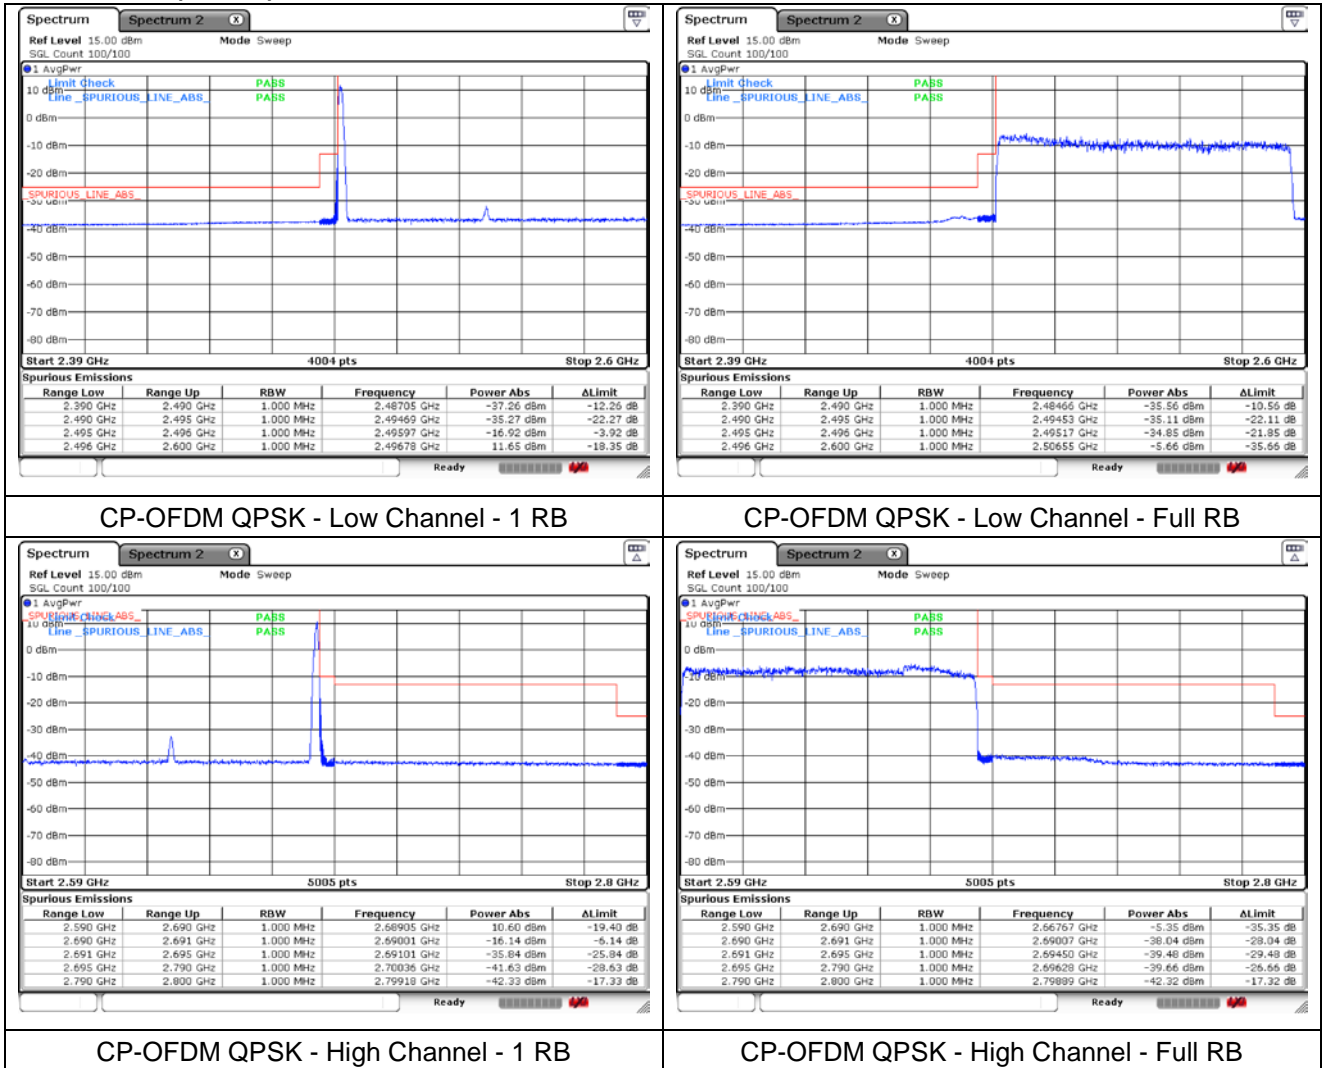 Spectrum Spectrum 2 X
Ref Level 15.00 dBm Mode Sweep
SGL Count 100/100
1 AvgPwr
Limit Check PASS
10 dBm Line _SPURIOUS_LINE_ABS_ PASS
0 dBm
-10 dBm
-20 dBm
_SPURIOUS_LINE_ABS_
-30 dBm
-40 dBm
-50 dBm
-60 dBm
-70 dBm
-80 dBm
Start 2.39 GHz 4004 pts Stop 2.6 GHz
Spurious Emissions
Range Low Range Up RBW Frequency Power Abs ΔLimit
2.390 GHz 2.490 GHz 1.000 MHz 2.48705 GHz -37.26 dBm -12.26 dB
2.490 GHz 2.495 GHz 1.000 MHz 2.49469 GHz -35.27 dBm -22.27 dB
2.495 GHz 2.496 GHz 1.000 MHz 2.49597 GHz -16.92 dBm -3.92 dB
2.496 GHz 2.600 GHz 1.000 MHz 2.49678 GHz 11.65 dBm -18.35 dB
Ready
CP-OFDM QPSK - Low Channel - 1 RB
Spectrum Spectrum 2 X
Ref Level 15.00 dBm Mode Sweep
SGL Count 100/100
1 AvgPwr
Limit Check PASS
10 dBm Line _SPURIOUS_LINE_ABS_ PASS
0 dBm
-10 dBm
-20 dBm
_SPURIOUS_LINE_ABS_
-30 dBm
-40 dBm
-50 dBm
-60 dBm
-70 dBm
-80 dBm
Start 2.39 GHz 4004 pts Stop 2.6 GHz
Spurious Emissions
Range Low Range Up RBW Frequency Power Abs ΔLimit
2.390 GHz 2.490 GHz 1.000 MHz 2.48466 GHz -35.56 dBm -10.56 dB
2.490 GHz 2.495 GHz 1.000 MHz 2.49453 GHz -35.11 dBm -22.11 dB
2.495 GHz 2.496 GHz 1.000 MHz 2.49517 GHz -34.85 dBm -21.85 dB
2.496 GHz 2.600 GHz 1.000 MHz 2.50655 GHz -5.66 dBm -35.66 dB
Ready
CP-OFDM QPSK - Low Channel - Full RB
Spectrum Spectrum 2 X
Ref Level 15.00 dBm Mode Sweep
SGL Count 100/100
1 AvgPwr
_SPURIOUS_LINE_ABS_ Limit Check PASS
10 dBm Line _SPURIOUS_LINE_ABS_ PASS
0 dBm
-10 dBm
-20 dBm
-30 dBm
-40 dBm
-50 dBm
-60 dBm
-70 dBm
-80 dBm
Start 2.59 GHz 5005 pts Stop 2.8 GHz
Spurious Emissions
Range Low Range Up RBW Frequency Power Abs ΔLimit
2.590 GHz 2.690 GHz 1.000 MHz 2.68905 GHz 10.60 dBm -19.40 dB
2.690 GHz 2.691 GHz 1.000 MHz 2.69001 GHz -16.14 dBm -6.14 dB
2.691 GHz 2.695 GHz 1.000 MHz 2.69101 GHz -35.84 dBm -25.84 dB
2.695 GHz 2.790 GHz 1.000 MHz 2.70036 GHz -41.63 dBm -28.63 dB
2.790 GHz 2.800 GHz 1.000 MHz 2.79918 GHz -42.33 dBm -17.33 dB
Ready
CP-OFDM QPSK - High Channel - 1 RB
Spectrum Spectrum 2 X
Ref Level 15.00 dBm Mode Sweep
SGL Count 100/100
1 AvgPwr
_SPURIOUS_LINE_ABS_ Limit Check PASS
10 dBm Line _SPURIOUS_LINE_ABS_ PASS
0 dBm
-10 dBm
-20 dBm
-30 dBm
-40 dBm
-50 dBm
-60 dBm
-70 dBm
-80 dBm
Start 2.59 GHz 5005 pts Stop 2.8 GHz
Spurious Emissions
Range Low Range Up RBW Frequency Power Abs ΔLimit
2.590 GHz 2.690 GHz 1.000 MHz 2.66767 GHz -5.35 dBm -35.35 dB
2.690 GHz 2.691 GHz 1.000 MHz 2.69007 GHz -38.04 dBm -28.04 dB
2.691 GHz 2.695 GHz 1.000 MHz 2.69450 GHz -39.48 dBm -29.48 dB
2.695 GHz 2.790 GHz 1.000 MHz 2.69628 GHz -39.66 dBm -26.66 dB
2.790 GHz 2.800 GHz 1.000 MHz 2.79889 GHz -42.32 dBm -17.32 dB
Ready
CP-OFDM QPSK - High Channel - Full RB